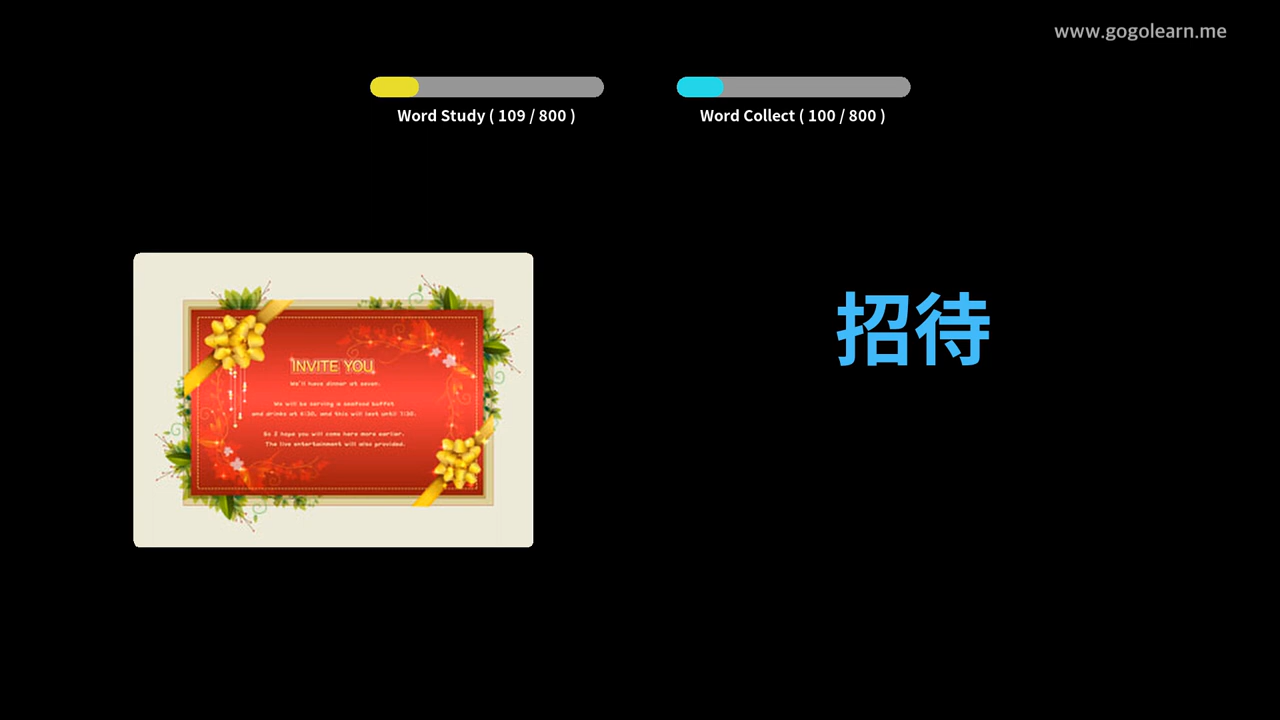 www.gogolearn.me
Word Study ( 109 / 800 )
Word Collect ( 100 / 800 )
INVITE YOU
We'll have dinner at seven.
We will be serving a seafood buffet
and drinks at 6:30, and this will last until 7:30.
So I hope you will come here more earlier.
The live entertainment will also provided.
招待